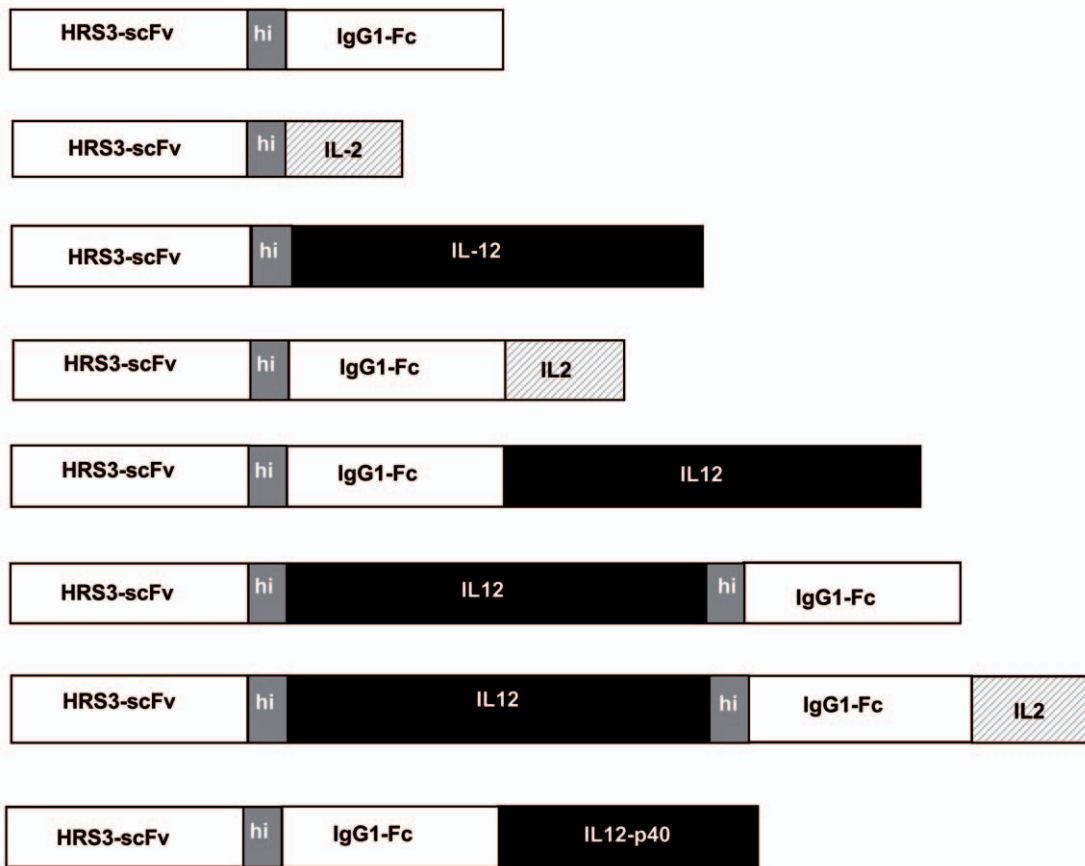 HRS3-scFv hi IgG1-Fc
HRS3-scFv hi IL-2
HRS3-scFv hi IL-12
HRS3-scFv hi IgG1-Fc IL2
HRS3-scFv hi IgG1-Fc IL12
HRS3-scFv hi IL12 hi IgG1-Fc
HRS3-scFv hi IL12 hi IgG1-Fc IL2
HRS3-scFv hi IgG1-Fc IL12-p40